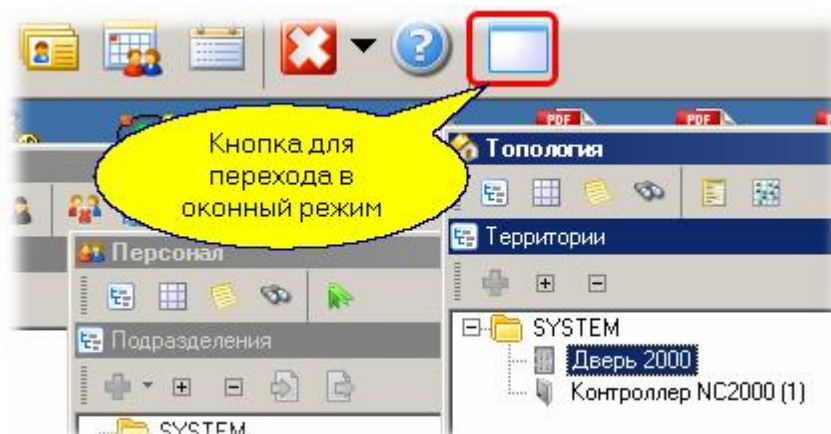 PDF
PDF
Кнопка для
перехода в
оконный режим
Топология
Территории
SYSTEM
Дверь 2000
Контроллер NC2000 (1)
Персонал
Подразделения
SYSTEM